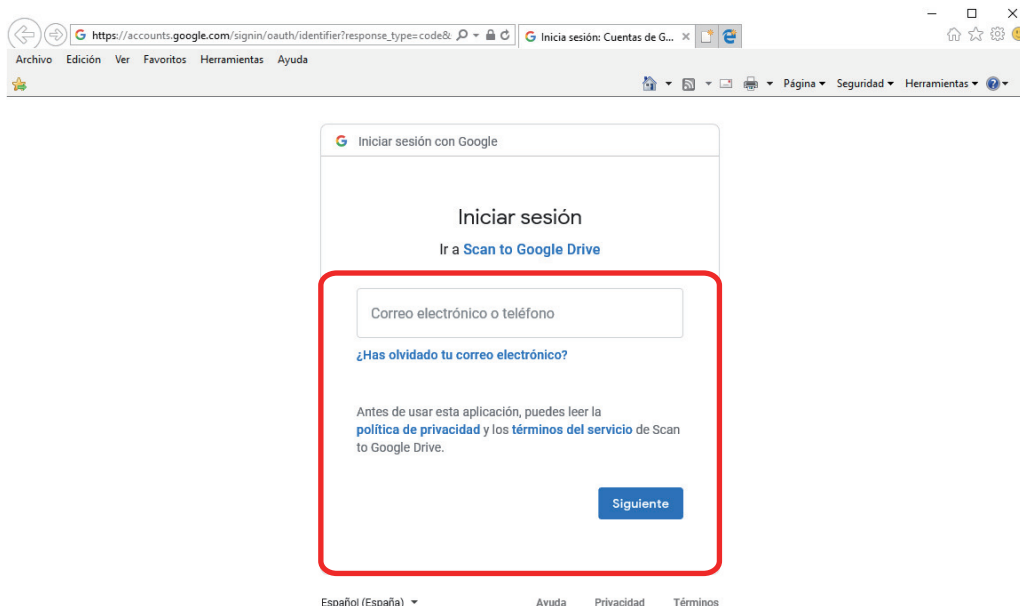 https://accounts.google.com/signin/oauth/identifier?response_type=code&
Inicia sesión: Cuentas de G...
Archivo Edición Ver Favoritos Herramientas Ayuda
Página Seguridad Herramientas
Iniciar sesión con Google
Iniciar sesión
Ir a Scan to Google Drive
Correo electrónico o teléfono
¿Has olvidado tu correo electrónico?
Antes de usar esta aplicación, puedes leer la
política de privacidad y los términos del servicio de Scan
to Google Drive.
Siguiente
Español (España) Ayuda Privacidad Términos